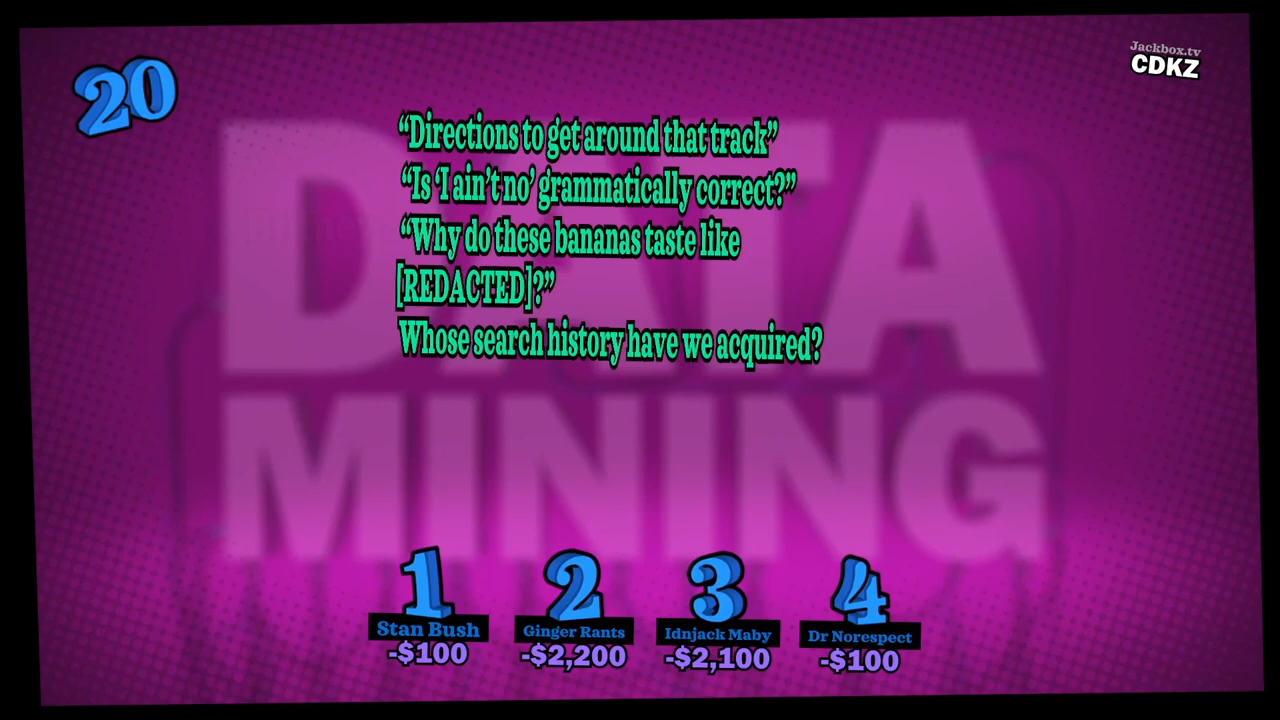 20
Jackbox.tv
CDKZ
DATA
MINING
“Directions to get around that track”
“Is ‘I ain’t no’ grammatically correct?”
“Why do these bananas taste like
[REDACTED]?”
Whose search history have we acquired?
1
Stan Bush
-$100
2
Ginger Rants
-$2,200
3
Idnjack Maby
-$2,100
4
Dr Norespect
-$100